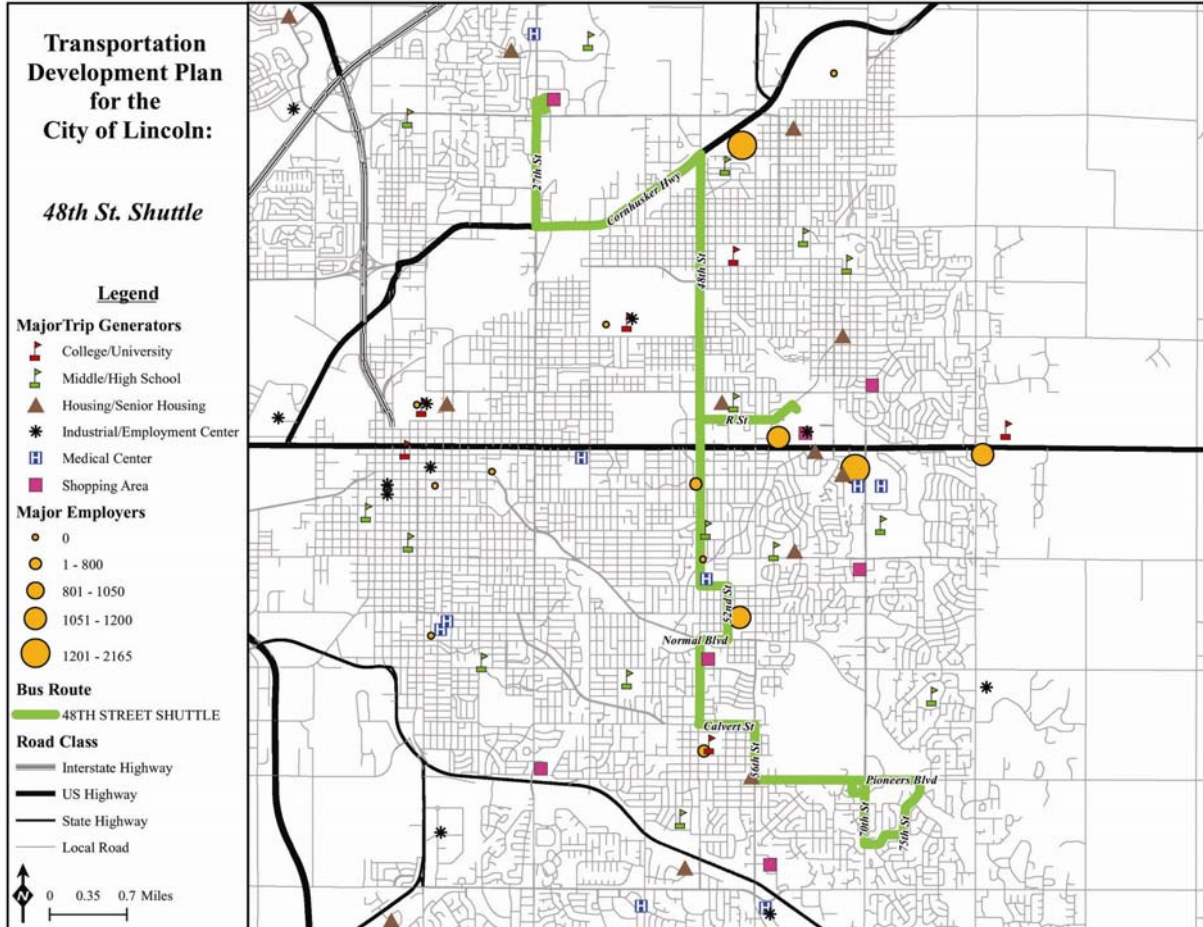 Transportation
Development Plan
for the
City of Lincoln:
48th St. Shuttle
Legend
MajorTrip Generators
College/University
Middle/High School
Housing/Senior Housing
Industrial/Employment Center
H Medical Center
Shopping Area
Major Employers
0
1 - 800
801 - 1050
1051 - 1200
1201 - 2165
Bus Route
48TH STREET SHUTTLE
Road Class
Interstate Highway
US Highway
State Highway
Local Road
N
0 0.35 0.7 Miles
27th St
Cornhusker Hwy
48th St
R St
52nd St
Normal Blvd
Calvert St
56th St
Pioneers Blvd
70th St
75th St